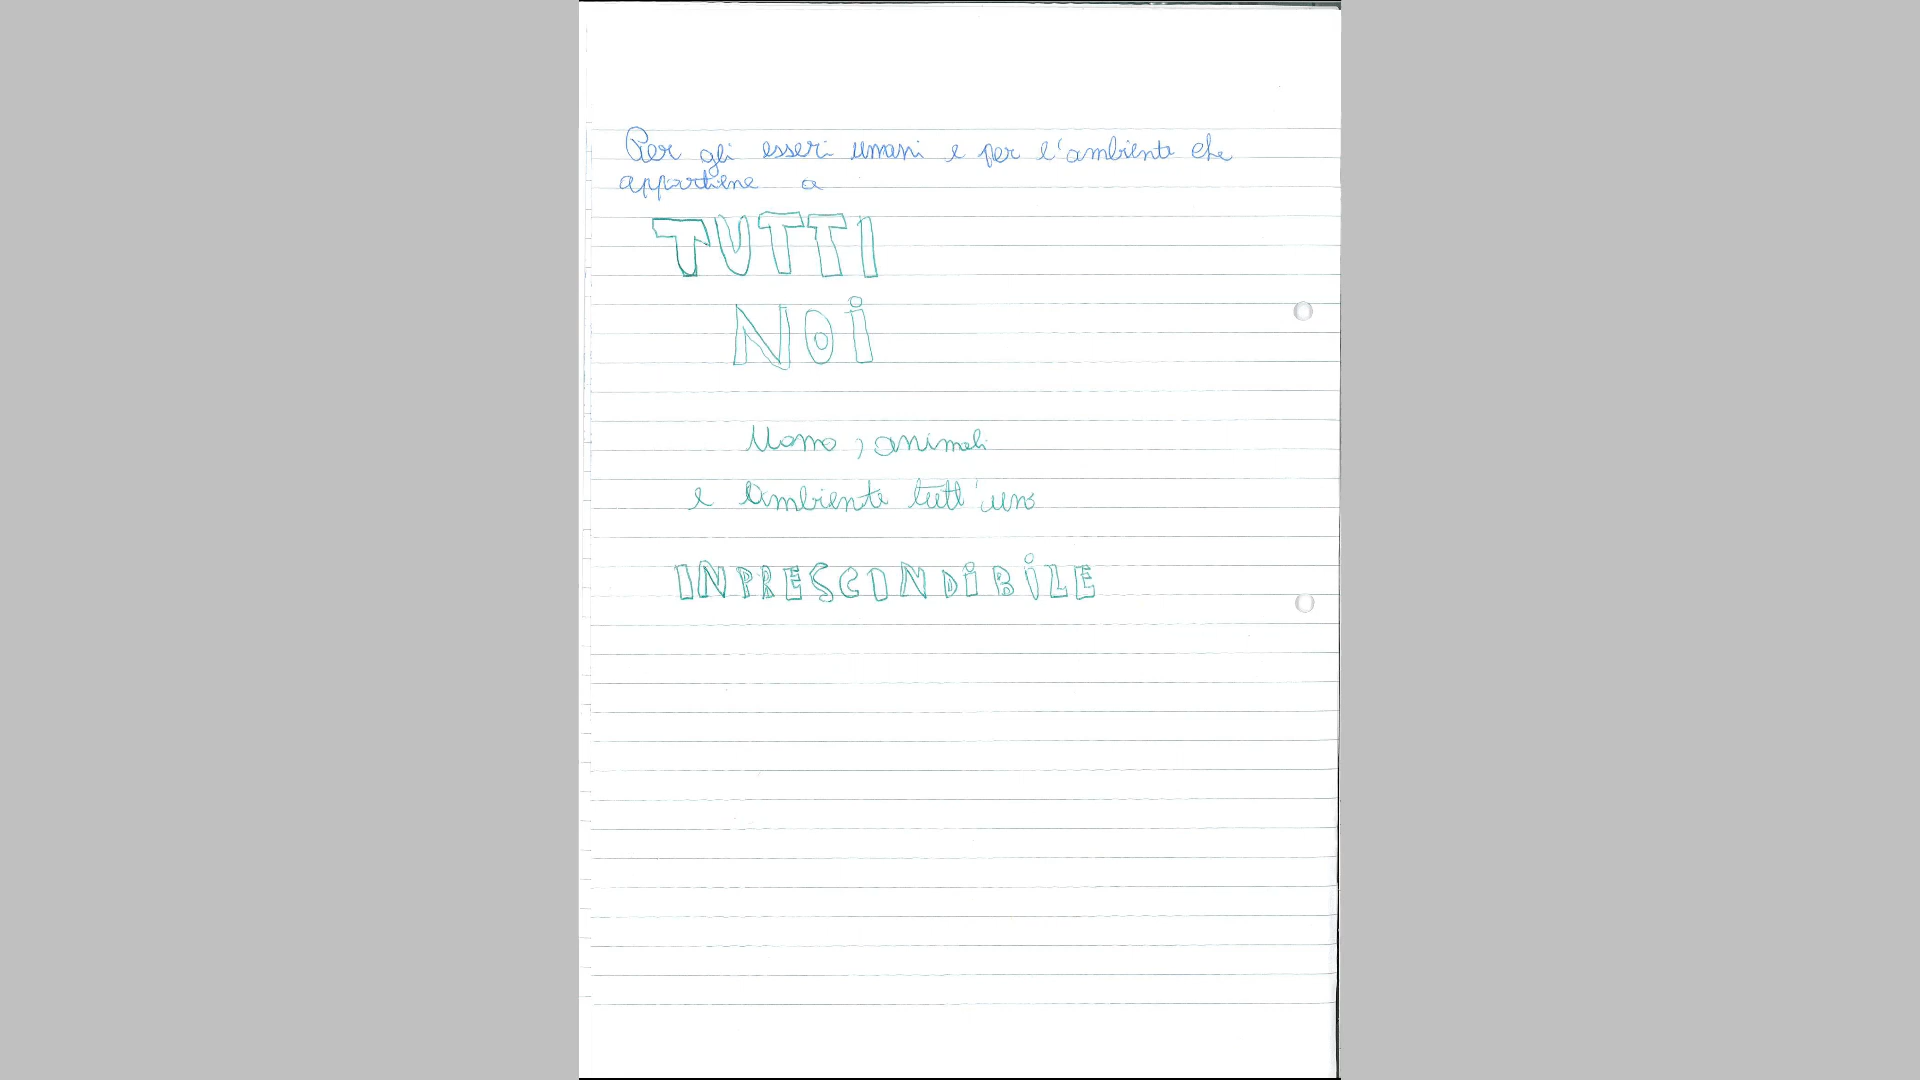 Per gli esseri umani e per l'ambiente che
appartiene a
TUTTI
NOI
Uomo, animali
e ambiente tutt'uno
INPRESCINDIBILE